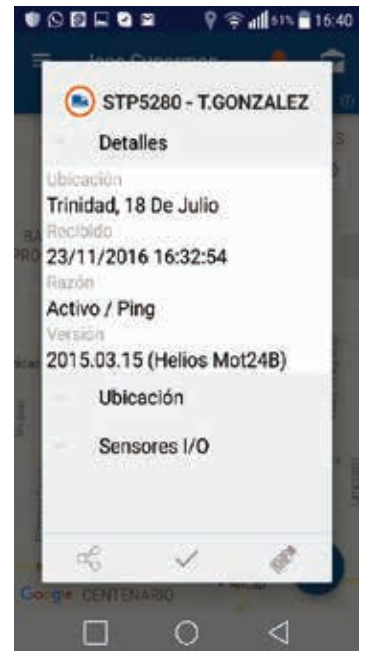 61% 16:40
STP5280 - T.GONZALEZ
Detalles
Ubicación
Trinidad, 18 De Julio
Recibido
23/11/2016 16:32:54
Razón
Activo / Ping
Versión
2015.03.15 (Helios Mot24B)
Ubicación
Sensores I/O
Google CENTENARIO